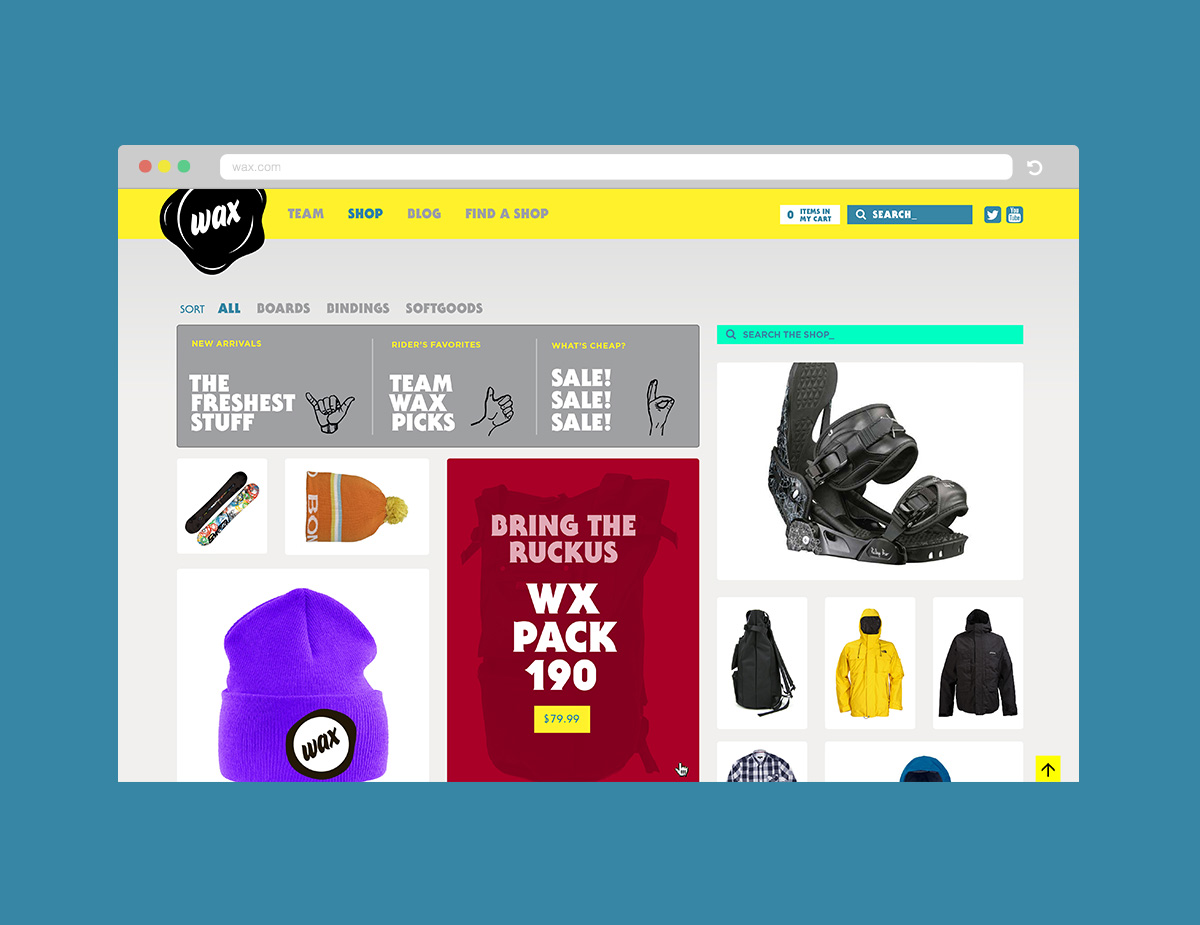 wax.com
wax
TEAM
SHOP
BLOG
FIND A SHOP
0 ITEMS IN
MY CART
SEARCH_
You
Tube
SORT
ALL
BOARDS
BINDINGS
SOFTGOODS
NEW ARRIVALS
THE
FRESHEST
STUFF
RIDER'S FAVORITES
TEAM
WAX
PICKS
WHAT'S CHEAP?
SALE!
SALE!
SALE!
SEARCH THE SHOP_
BRING THE
RUCKUS
WX
PACK
190
$79.99
wax